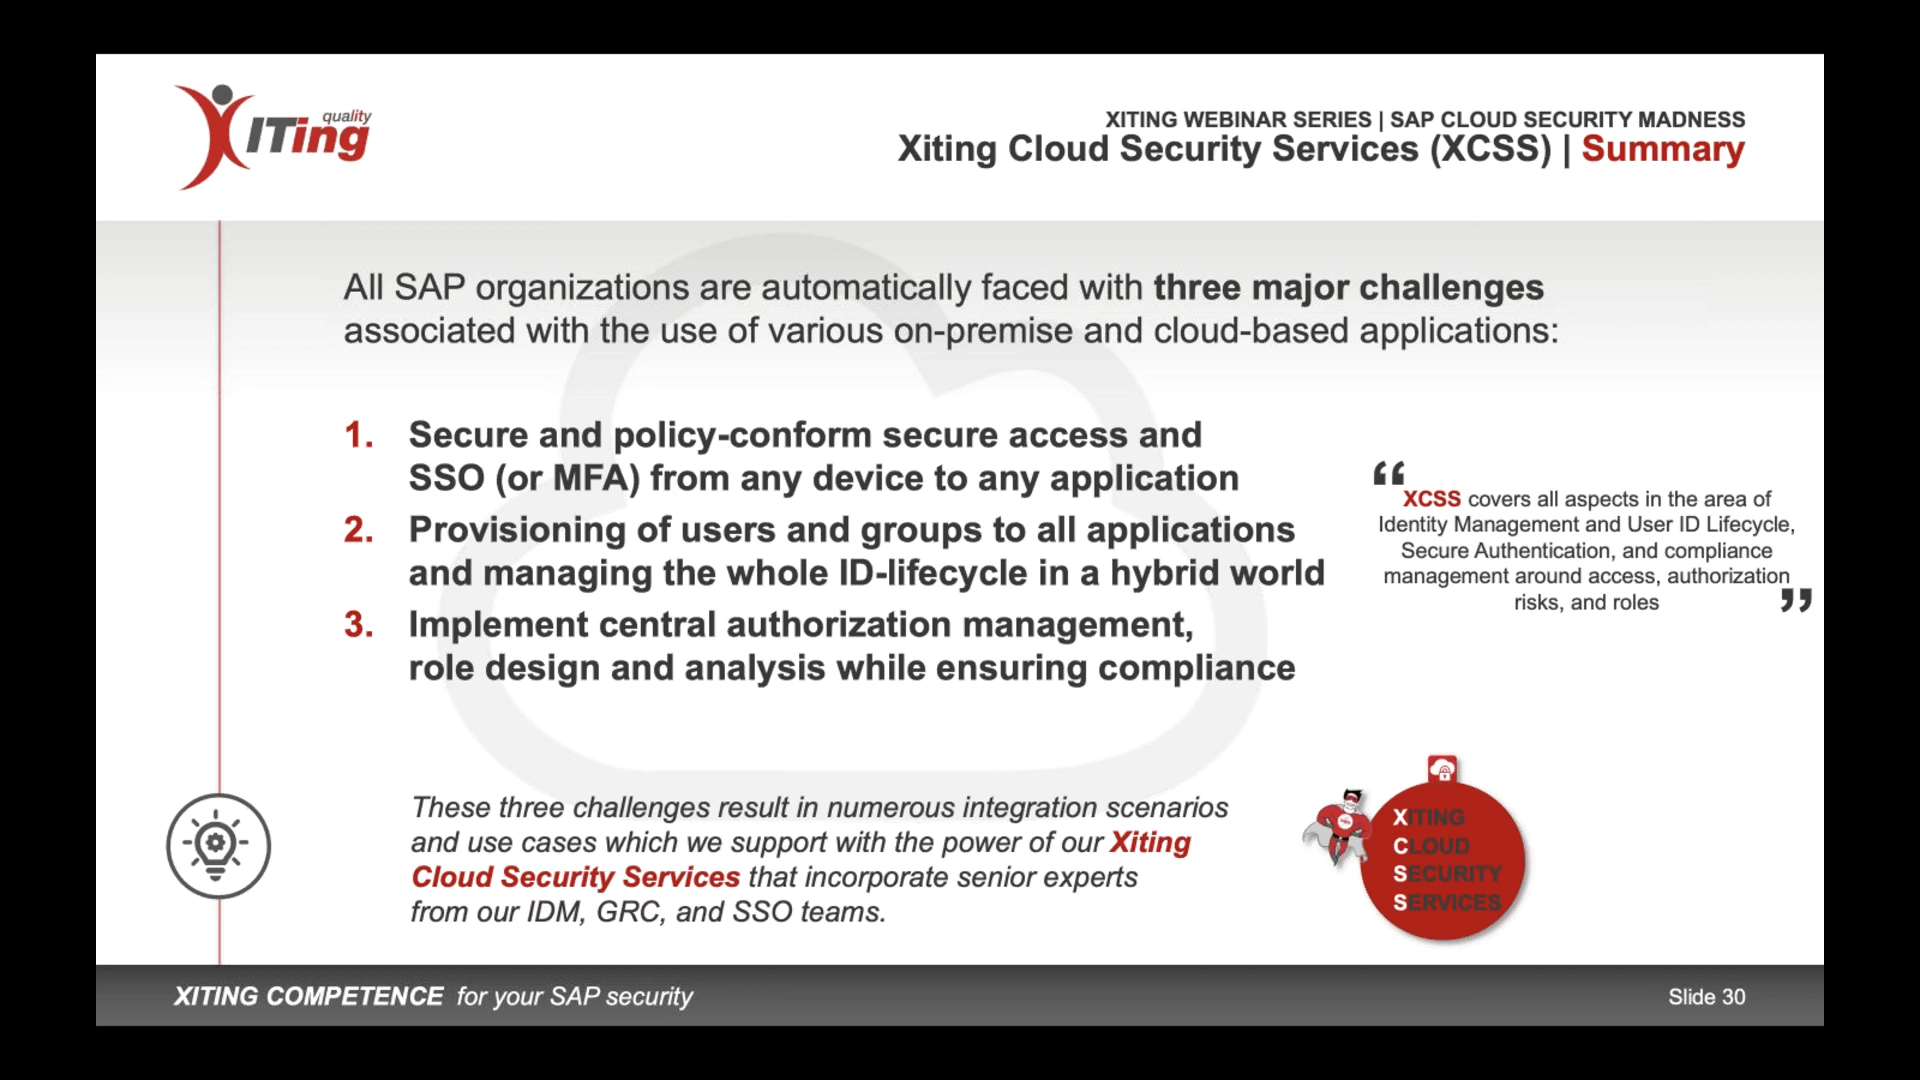 quality
XITing
XITING WEBINAR SERIES | SAP CLOUD SECURITY MADNESS
Xiting Cloud Security Services (XCSS) | Summary
All SAP organizations are automatically faced with three major challenges
associated with the use of various on-premise and cloud-based applications:
1. Secure and policy-conform secure access and
SSO (or MFA) from any device to any application
2. Provisioning of users and groups to all applications
and managing the whole ID-lifecycle in a hybrid world
3. Implement central authorization management,
role design and analysis while ensuring compliance
“
XCSS covers all aspects in the area of
Identity Management and User ID Lifecycle,
Secure Authentication, and compliance
management around access, authorization
risks, and roles
”
These three challenges result in numerous integration scenarios
and use cases which we support with the power of our Xiting
Cloud Security Services that incorporate senior experts
from our IDM, GRC, and SSO teams.
XITING
CLOUD
SECURITY
SERVICES
XITING COMPETENCE for your SAP security
Slide 30